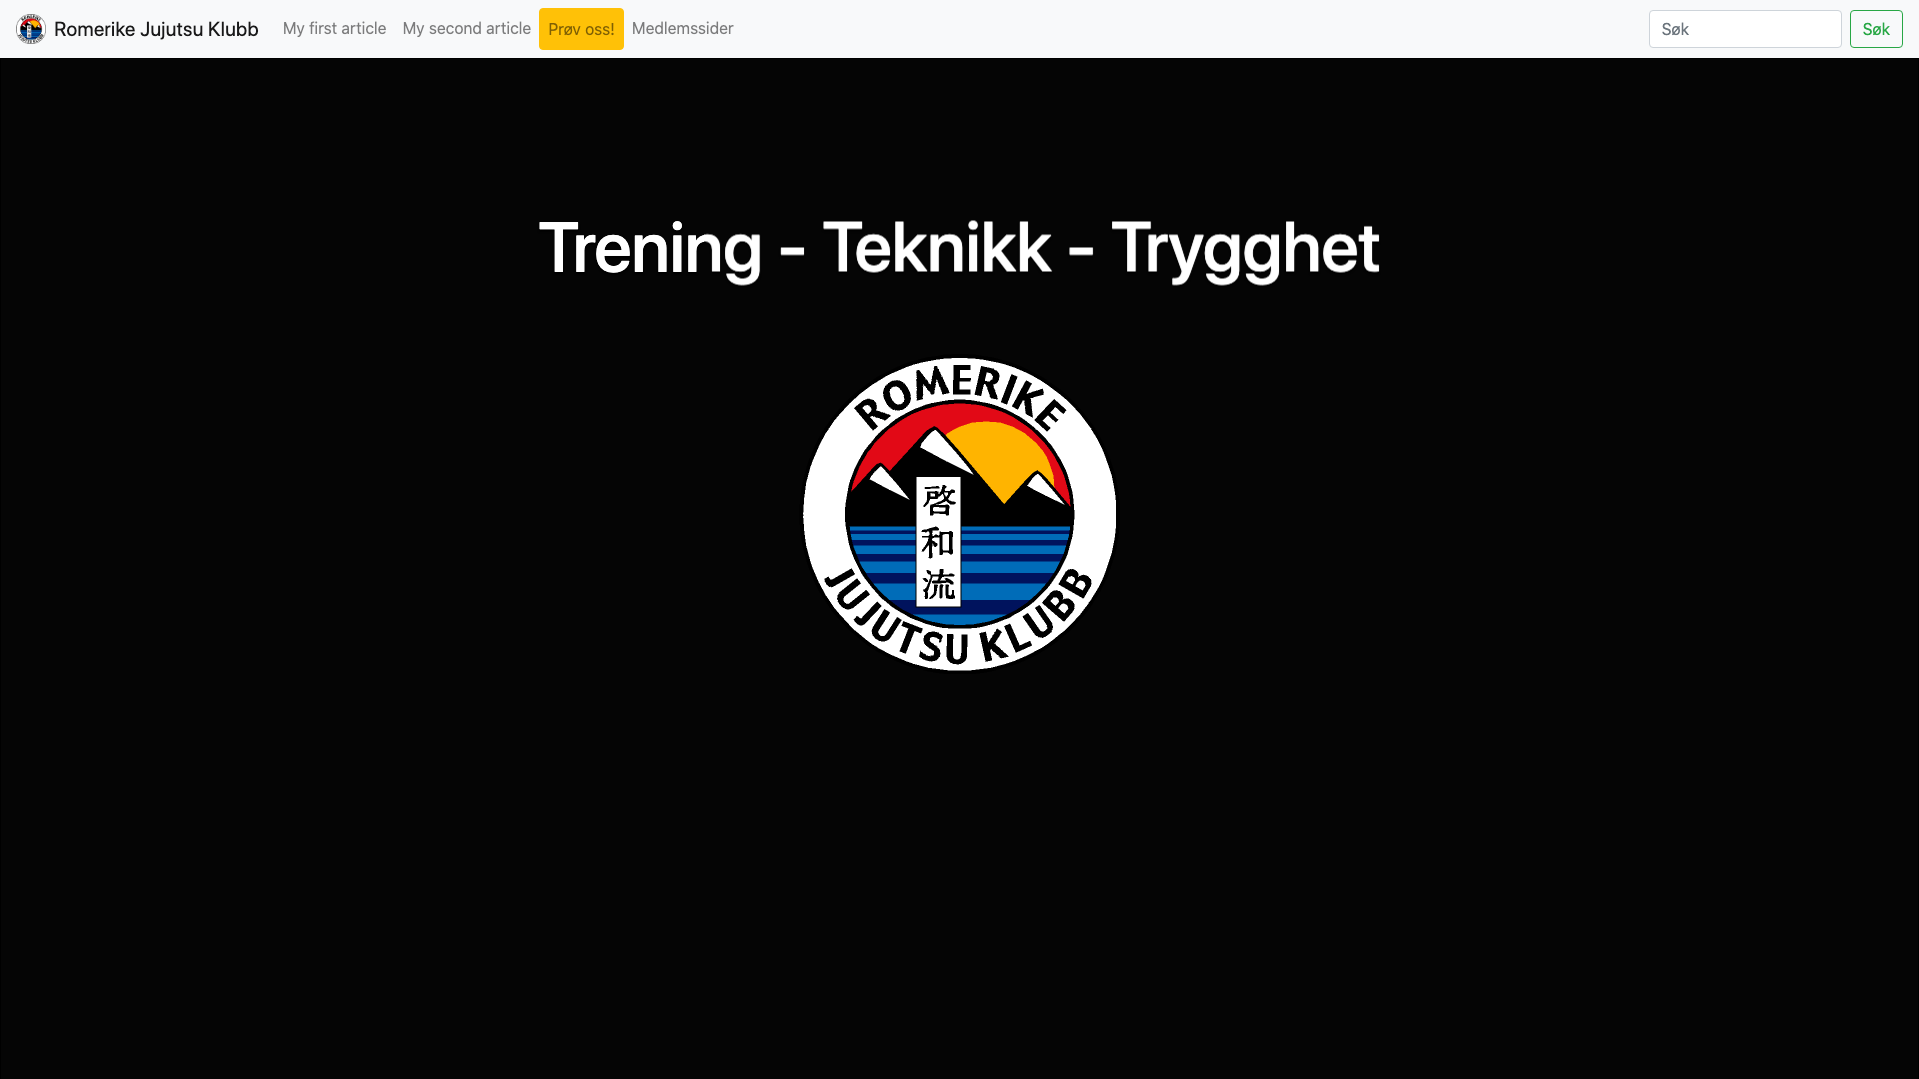 Romerike Jujutsu Klubb My first article My second article Prøv oss! Medlemssider Søk Søk
Trening - Teknikk - Trygghet
ROMERIKE
啓和流
JUJUTSU KLUBB